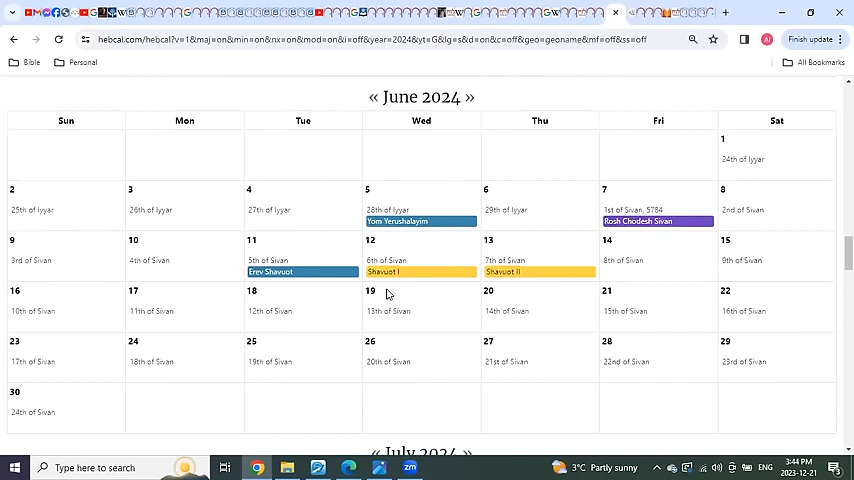 Finish update
hebcal.com/hebcal?v=1&maj=on&min=on&nx=on&mod=on&i=off&year=2024&yt=G&lg=s&d=on&c=off&geo=geoname&mf=off&ss=off
Bible
Personal
All Bookmarks
« June 2024 »
Sun Mon Tue Wed Thu Fri Sat
1
24th of Iyyar
2 3 4 5 6 7 8
25th of Iyyar 26th of Iyyar 27th of Iyyar 28th of Iyyar 29th of Iyyar 1st of Sivan, 5784 2nd of Sivan
Yom Yerushalayim Rosh Chodesh Sivan
9 10 11 12 13 14 15
3rd of Sivan 4th of Sivan 5th of Sivan 6th of Sivan 7th of Sivan 8th of Sivan 9th of Sivan
Erev Shavuot Shavuot I Shavuot II
16 17 18 19 20 21 22
10th of Sivan 11th of Sivan 12th of Sivan 13th of Sivan 14th of Sivan 15th of Sivan 16th of Sivan
23 24 25 26 27 28 29
17th of Sivan 18th of Sivan 19th of Sivan 20th of Sivan 21st of Sivan 22nd of Sivan 23rd of Sivan
30
24th of Sivan
« July 2024 »
Type here to search
3°C Partly sunny
ENG
3:44 PM
2023-12-21